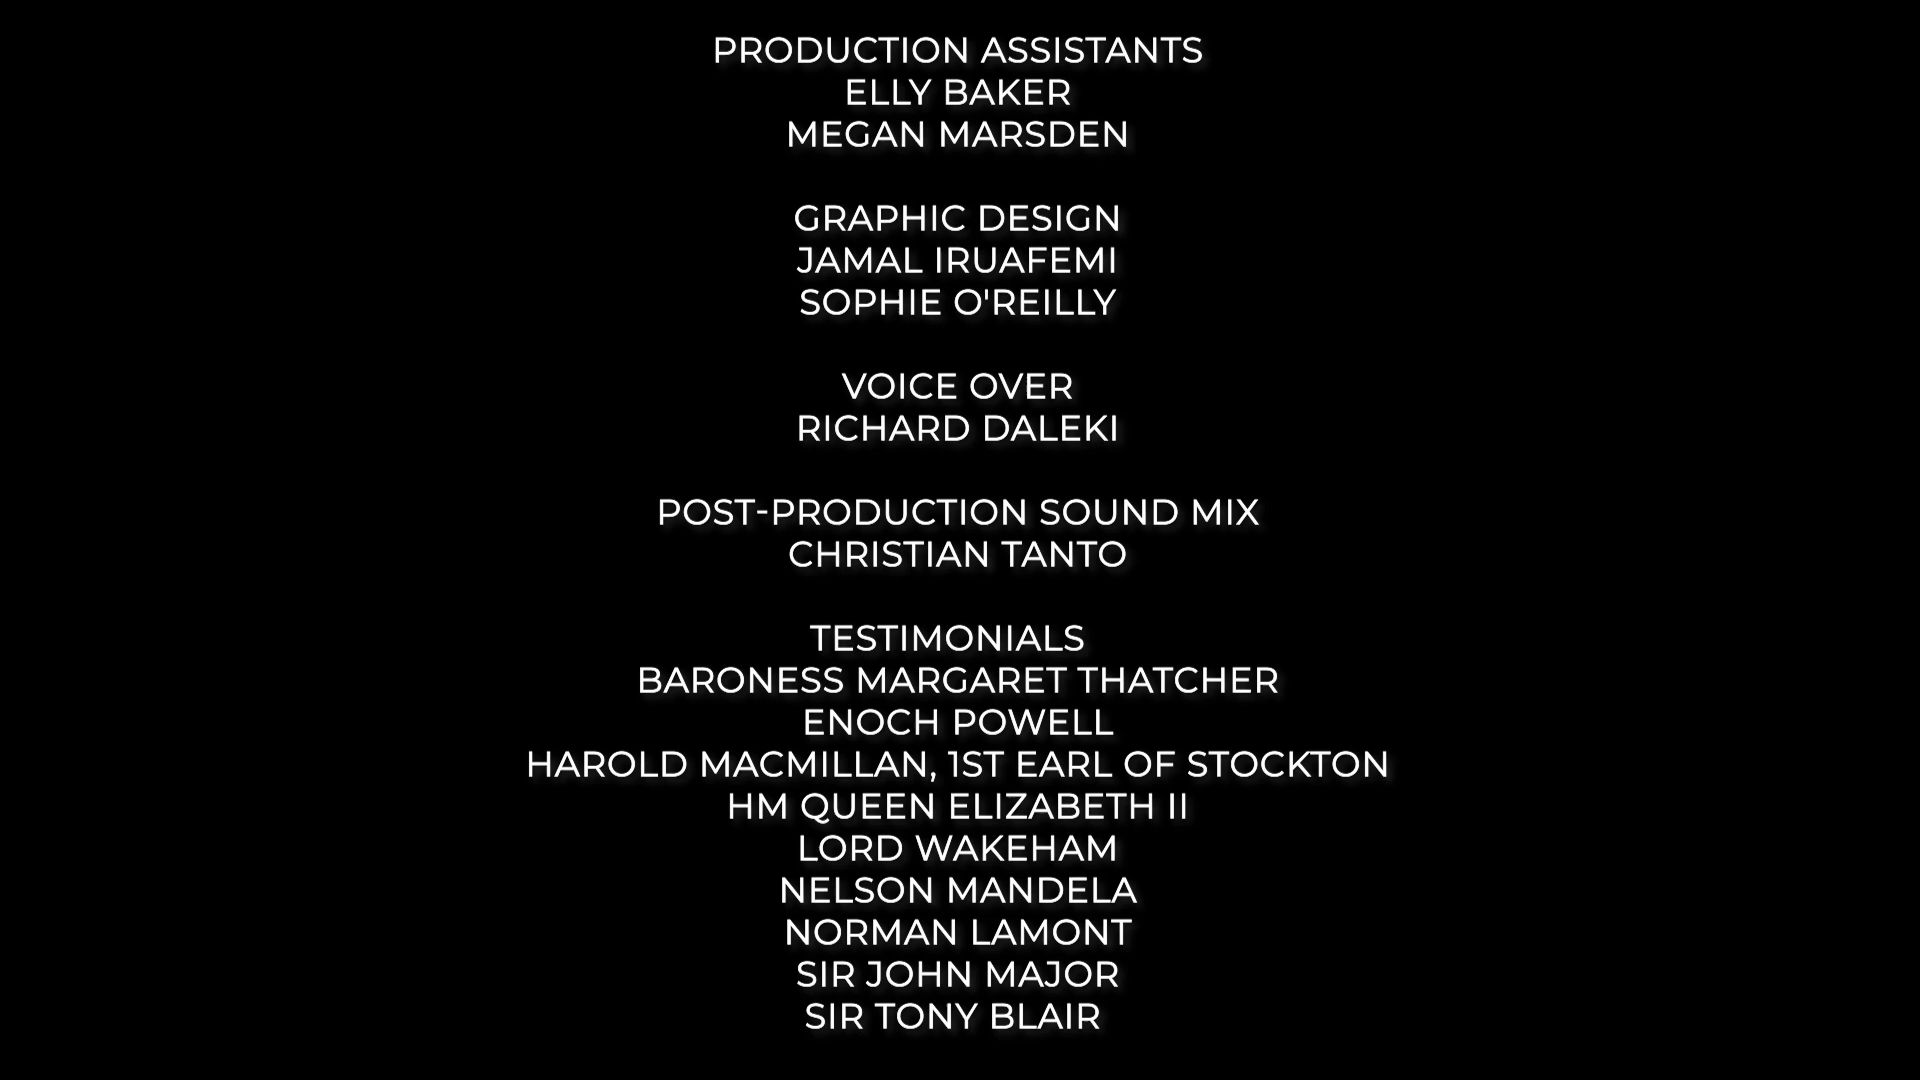 PRODUCTION ASSISTANTS
ELLY BAKER
MEGAN MARSDEN
GRAPHIC DESIGN
JAMAL IRUAFEMI
SOPHIE O'REILLY
VOICE OVER
RICHARD DALEKI
POST-PRODUCTION SOUND MIX
CHRISTIAN TANTO
TESTIMONIALS
BARONESS MARGARET THATCHER
ENOCH POWELL
HAROLD MACMILLAN, 1ST EARL OF STOCKTON
HM QUEEN ELIZABETH II
LORD WAKEHAM
NELSON MANDELA
NORMAN LAMONT
SIR JOHN MAJOR
SIR TONY BLAIR